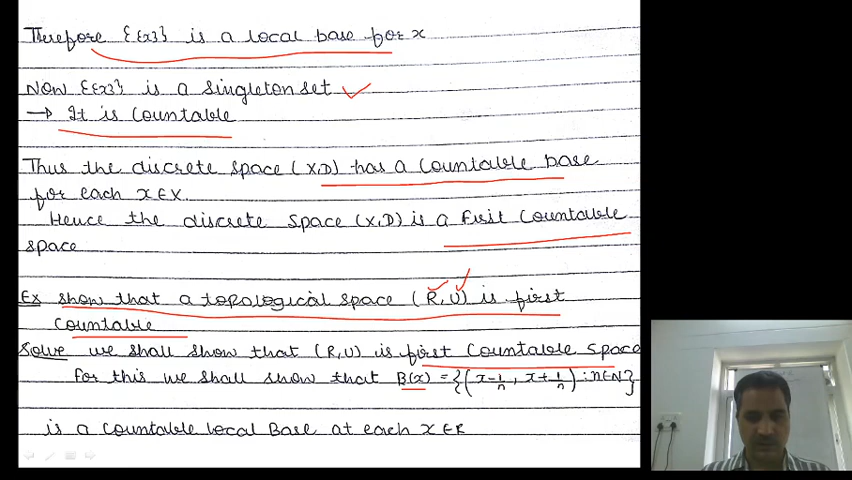 Therefore {{x}} is a local base for x
Now {{x}} is a singleton set
→ It is Countable
Thus the discrete space (X,D) has a Countable base
for each x∈X.
Hence the discrete space (X,D) is a First Countable
space
Ex show that a topological space (R,U) is first
Countable
Solve we shall show that (R,U) is first Countable space
for this we shall show that B(x) = {(x-1/n, x+1/n) : n∈N}
is a Countable local Base at each x∈R